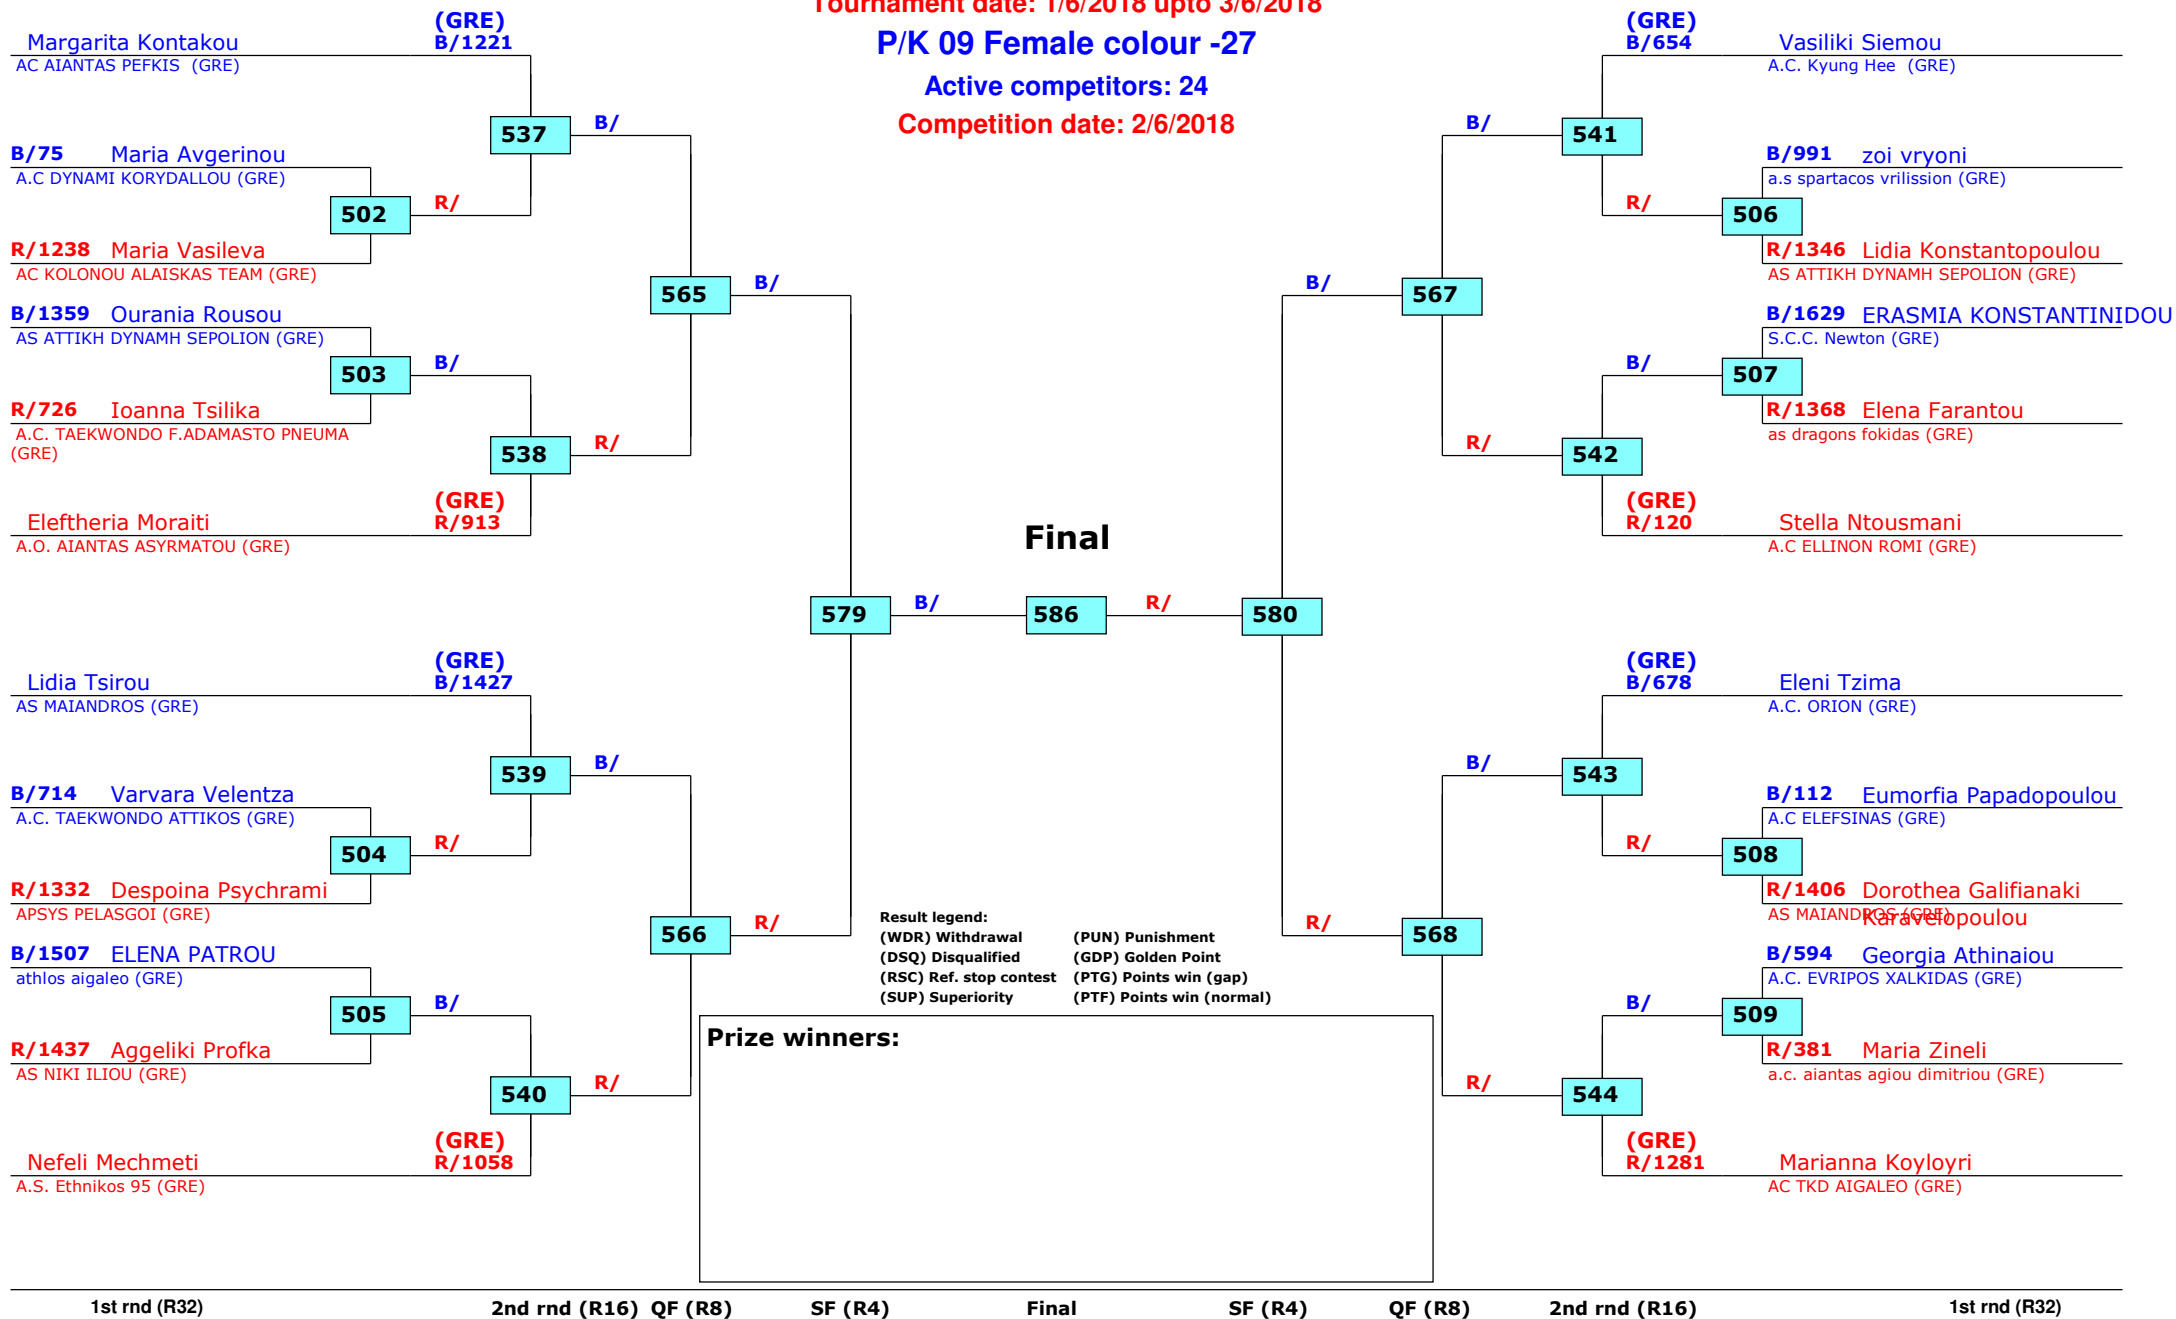 Tournament date: 1/6/2018 upto 3/6/2018
P/K 09 Female colour -27
Active competitors: 24
Competition date: 2/6/2018
(GRE)
Margarita Kontakou B/1221
AC AIANTAS PEFKIS (GRE)
537 B/
B/75 Maria Avgerinou
A.C DYNAMI KORYDALLOU (GRE)
502 R/
R/1238 Maria Vasileva
AC KOLONOU ALAISKAS TEAM (GRE)
565 B/
B/1359 Ourania Rousou
AS ATTIKH DYNAMH SEPOLION (GRE)
503 B/
R/726 Ioanna Tsilika
A.C. TAEKWONDO F.ADAMASTO PNEUMA
(GRE)
538 R/
(GRE)
Eleftheria Moraiti R/913
A.O. AIANTAS ASYRMATOU (GRE)
Final
579 B/ 586 R/ 580
(GRE)
Lidia Tsirou B/1427
AS MAIANDROS (GRE)
539 B/
B/714 Varvara Velentza
A.C. TAEKWONDO ATTIKOS (GRE)
504 R/
R/1332 Despoina Psychrami
APSYS PELASGOI (GRE)
566 R/
B/1507 ELENA PATROU
athlos aigaleo (GRE)
505 B/
R/1437 Aggeliki Profka
AS NIKI ILIOU (GRE)
540 R/
(GRE)
Nefeli Mechmeti R/1058
A.S. Ethnikos 95 (GRE)
(GRE)
B/654 Vasiliki Siemou
A.C. Kyung Hee (GRE)
B/ 541
B/991 zoi vryoni
a.s spartacos vrilission (GRE)
R/ 506
R/1346 Lidia Konstantopoulou
AS ATTIKH DYNAMH SEPOLION (GRE)
B/ 567
B/1629 ERASMIA KONSTANTINIDOU
S.C.C. Newton (GRE)
B/ 507
R/1368 Elena Farantou
as dragons fokidas (GRE)
R/ 542
(GRE)
R/120 Stella Ntousmani
A.C ELLINON ROMI (GRE)
(GRE)
B/678 Eleni Tzima
A.C. ORION (GRE)
B/ 543
B/112 Eumorfia Papadopoulou
A.C ELEFSINAS (GRE)
R/ 508
R/1406 Dorothea Galifianaki
Karavelopoulou
AS MAIANDROS (GRE)
R/ 568
B/594 Georgia Athinaiou
A.C. EVRIPOS XALKIDAS (GRE)
B/ 509
R/381 Maria Zineli
a.c. aiantas agiou dimitriou (GRE)
R/ 544
(GRE)
R/1281 Marianna Koyloyri
AC TKD AIGALEO (GRE)
Result legend:
(WDR) Withdrawal (PUN) Punishment
(DSQ) Disqualified (GDP) Golden Point
(RSC) Ref. stop contest (PTG) Points win (gap)
(SUP) Superiority (PTF) Points win (normal)
Prize winners:
1st rnd (R32) 2nd rnd (R16) QF (R8) SF (R4) Final SF (R4) QF (R8) 2nd rnd (R16) 1st rnd (R32)